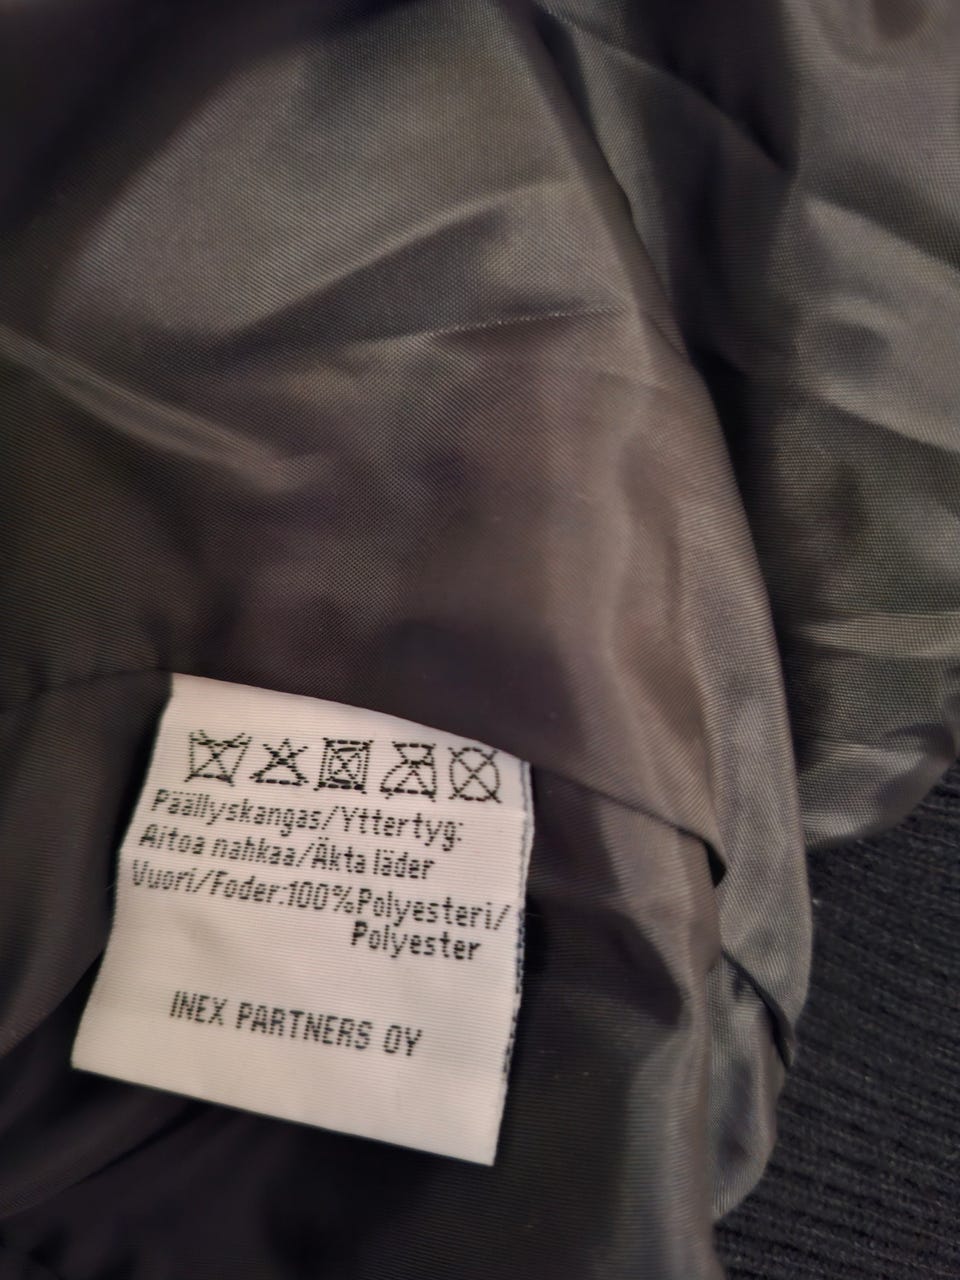 Päällyskangas/Yttertyg:
Aitoa nahkaa/Äkta läder
Vuori/Foder:100%Polyesteri/
Polyester
INEX PARTNERS OY